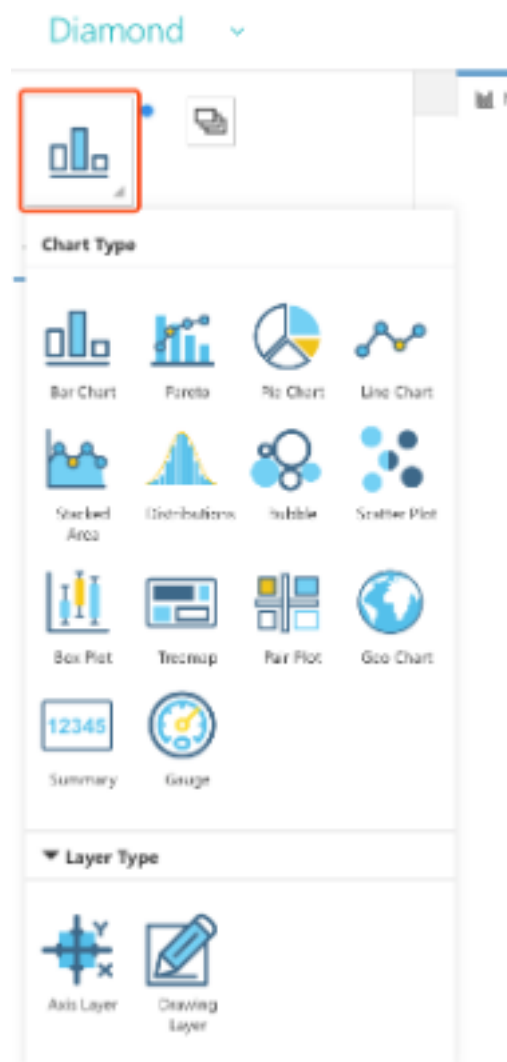 Diamond
Chart Type
Bar Chart Pareto Pie Chart Line Chart
Stacked Area Distributions Bubble Scatter Plot
Box Plot Treemap Pair Plot Geo Chart
12345
Summary Gauge
Layer Type
Y
X
Axis Layer Drawing Layer